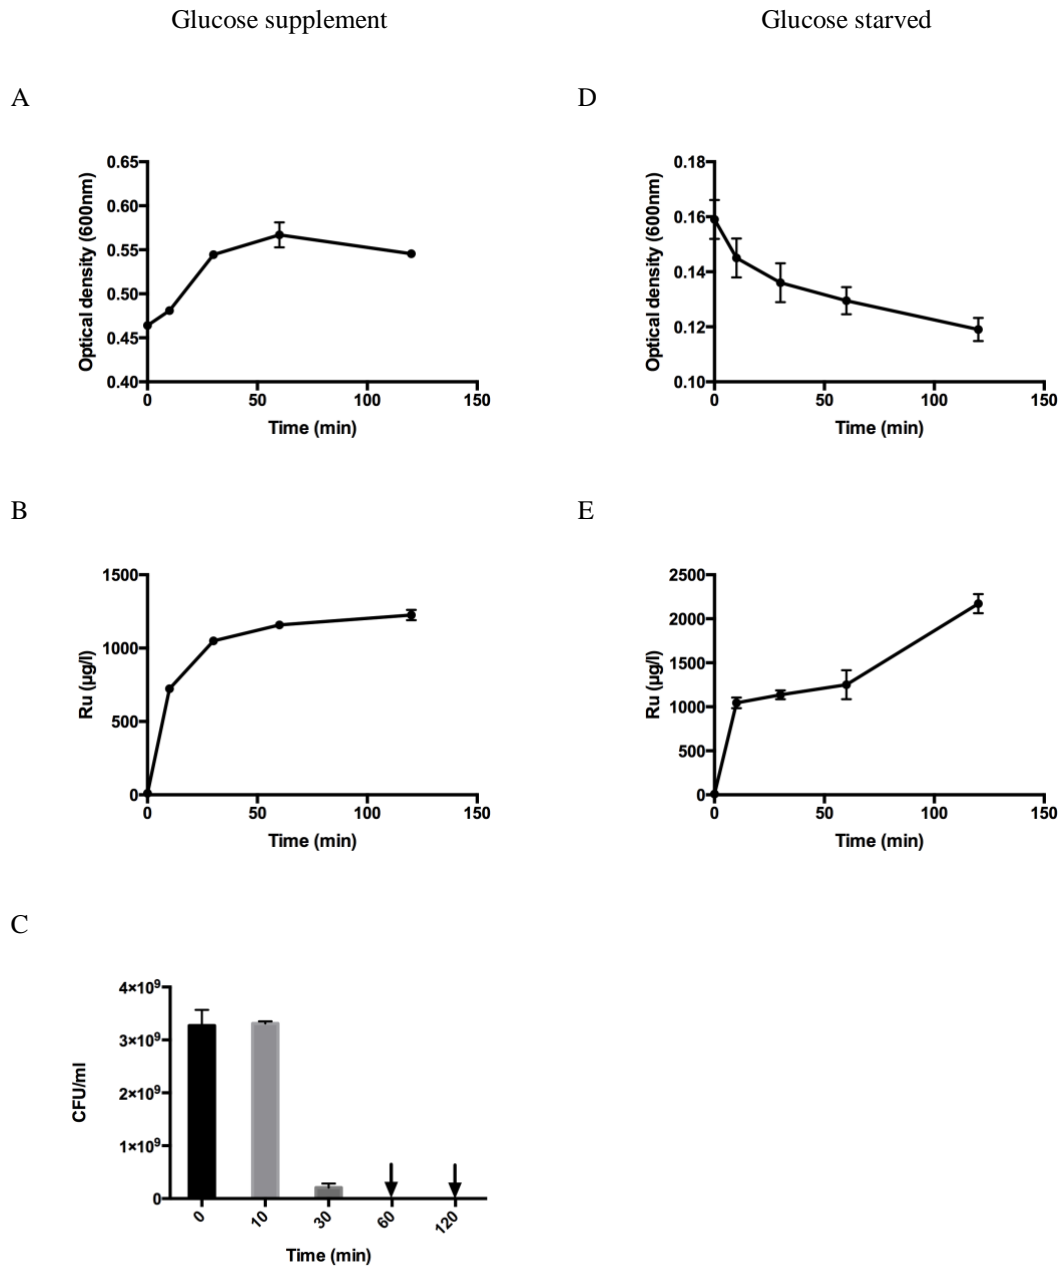 Glucose supplement
Glucose starved
A
0.65
0.60
0.55
0.50
0.45
0.40
Optical density (600nm)
0
50
100
150
Time (min)
D
0.18
0.16
0.14
0.12
0.10
Optical density (600nm)
0
50
100
150
Time (min)
B
1500
1000
500
0
Ru (µg/l)
0
50
100
150
Time (min)
E
2500
2000
1500
1000
500
0
Ru (µg/l)
0
50
100
150
Time (min)
C
4×10⁹
3×10⁹
2×10⁹
1×10⁹
0
CFU/ml
0
10
30
60
120
Time (min)